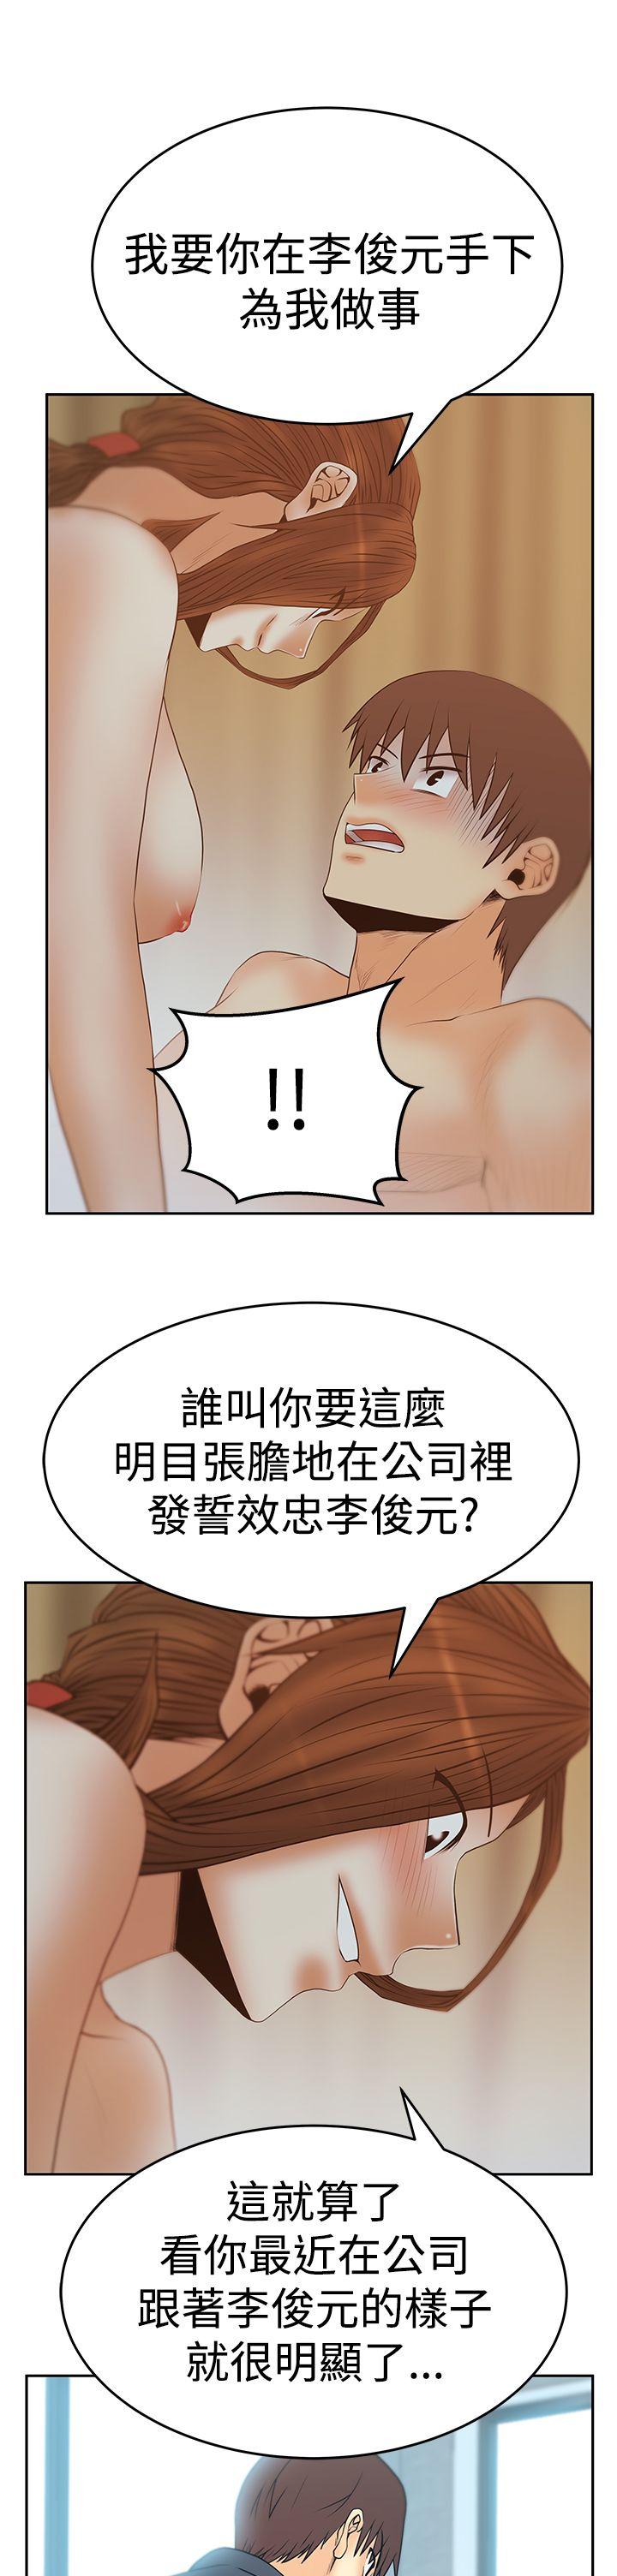 我要你在李俊元手下
為我做事
!!
誰叫你要這麼
明目張膽地在公司裡
發誓效忠李俊元?
這就算了
看你最近在公司
跟著李俊元的樣子
就很明顯了...